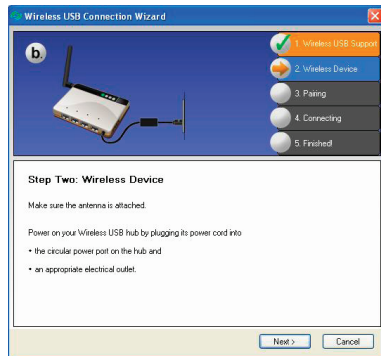 Wireless USB Connection Wizard
b.
1. Wireless USB Support
2. Wireless Device
3. Pairing
4. Connecting
5. Finished!
Step Two: Wireless Device
Make sure the antenna is attached.
Power on your Wireless USB hub by plugging its power cord into
• the circular power port on the hub and
• an appropriate electrical outlet.
Next >
Cancel